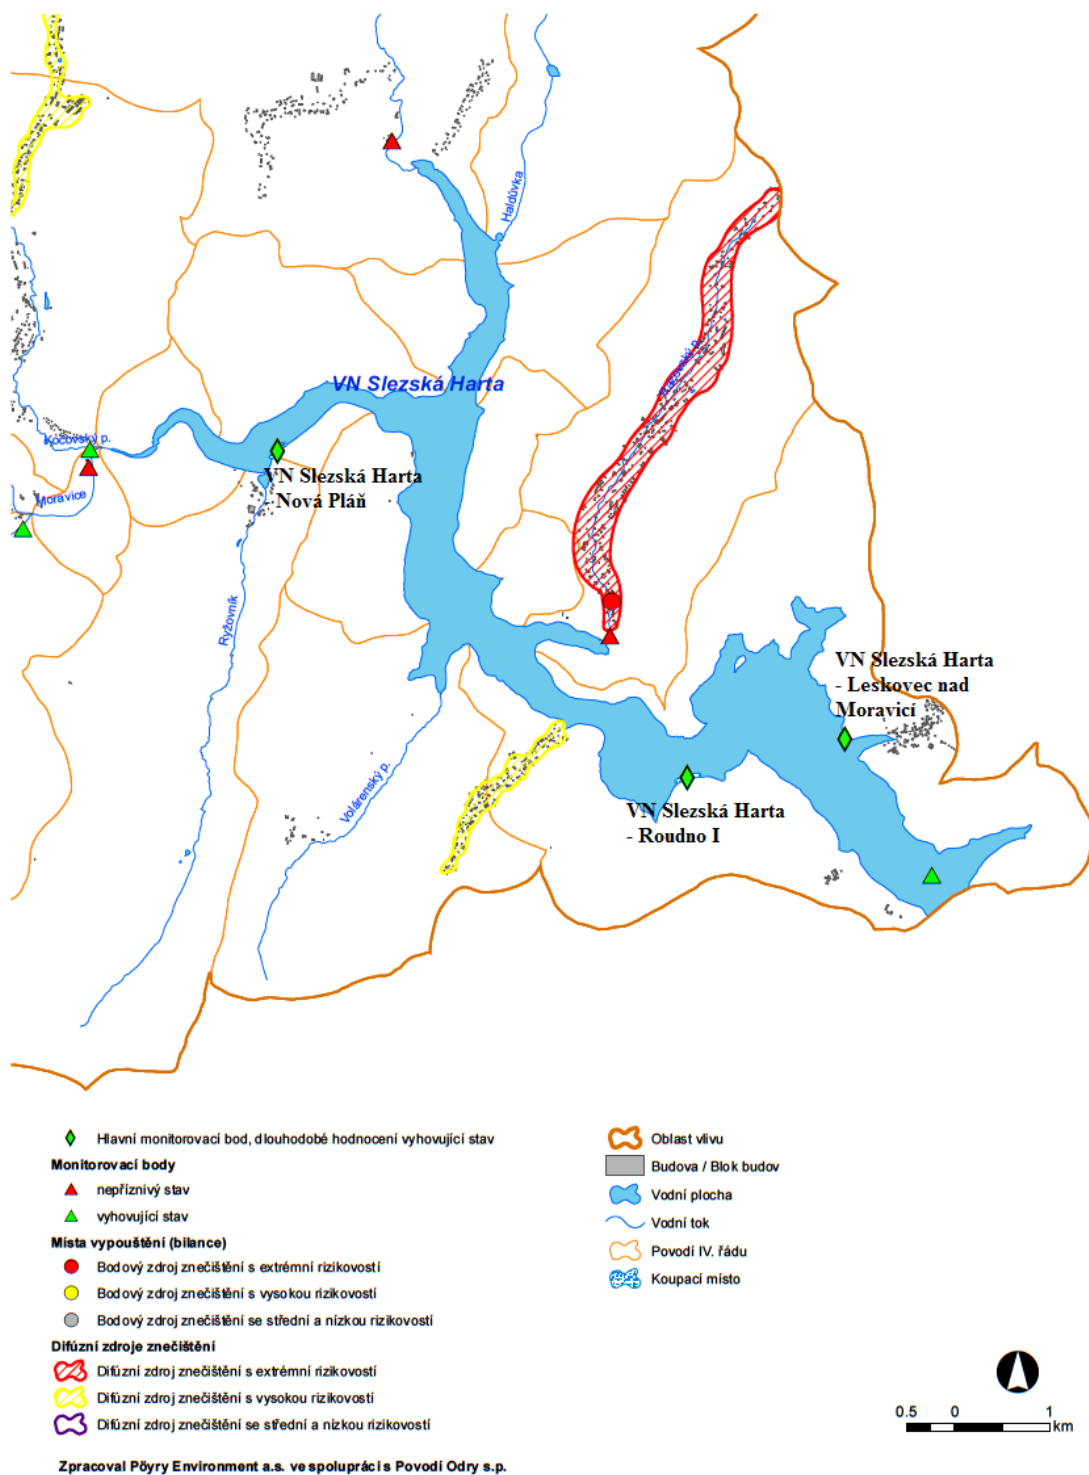 Haldůvka
Razovský p.
VN Slezská Harta
Kočovský p.
Moravice
VN Slezská Harta
- Nová Pláň
Ryžovník
Volárenský p.
VN Slezská Harta
- Leskovec nad
Moravicí
VN Slezská Harta
- Roudno I
Hlavní monitorovací bod, dlouhodobé hodnocení vyhovující stav
Monitorovací body
nepříznivý stav
vyhovující stav
Místa vypouštění (bilance)
Bodový zdroj znečištění s extrémní rizikovostí
Bodový zdroj znečištění s vysokou rizikovostí
Bodový zdroj znečištění se střední a nízkou rizikovostí
Difúzní zdroje znečištění
Difúzní zdroj znečištění s extrémní rizikovostí
Difúzní zdroj znečištění s vysokou rizikovostí
Difúzní zdroj znečištění se střední a nízkou rizikovostí
Oblast vlivu
Budova / Blok budov
Vodní plocha
Vodní tok
Povodí IV. řádu
Koupací místo
0.5 0 1
km
Zpracoval Pöyry Environment a.s. ve spolupráci s Povodí Odry s.p.